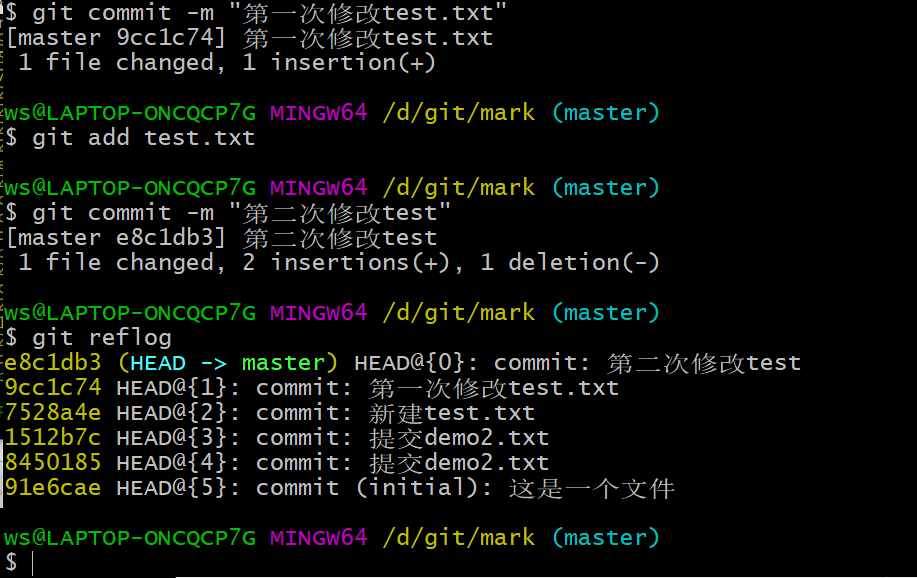 $ git commit -m "第一次修改test.txt"
[master 9cc1c74] 第一次修改test.txt
 1 file changed, 1 insertion(+)
ws@LAPTOP-ONCQCP7G MINGW64 /d/git/mark (master)
$ git add test.txt
ws@LAPTOP-ONCQCP7G MINGW64 /d/git/mark (master)
$ git commit -m "第二次修改test"
[master e8c1db3] 第二次修改test
 1 file changed, 2 insertions(+), 1 deletion(-)
ws@LAPTOP-ONCQCP7G MINGW64 /d/git/mark (master)
$ git reflog
e8c1db3 (HEAD -> master) HEAD@{0}: commit: 第二次修改test
9cc1c74 HEAD@{1}: commit: 第一次修改test.txt
7528a4e HEAD@{2}: commit: 新建test.txt
1512b7c HEAD@{3}: commit: 提交demo2.txt
8450185 HEAD@{4}: commit: 提交demo2.txt
91e6cae HEAD@{5}: commit (initial): 这是一个文件
ws@LAPTOP-ONCQCP7G MINGW64 /d/git/mark (master)
$